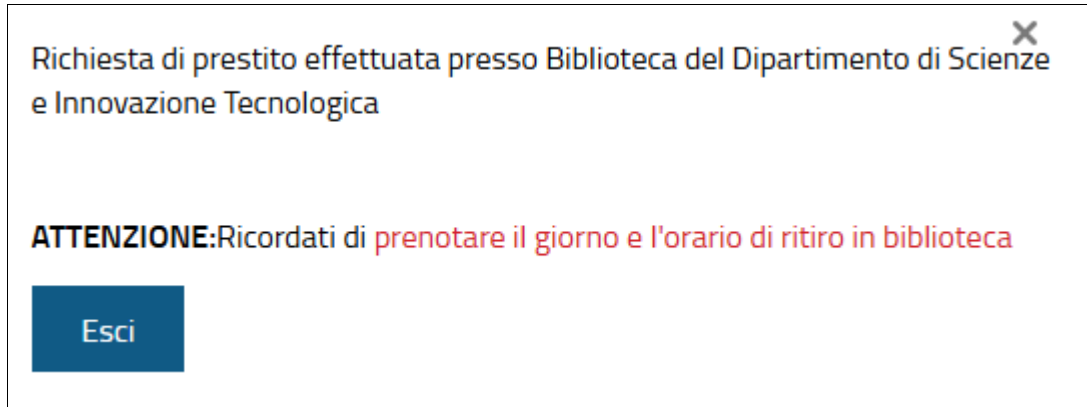 Richiesta di prestito effettuata presso Biblioteca del Dipartimento di Scienze
e Innovazione Tecnologica
ATTENZIONE:Ricordati di prenotare il giorno e l'orario di ritiro in biblioteca
Esci